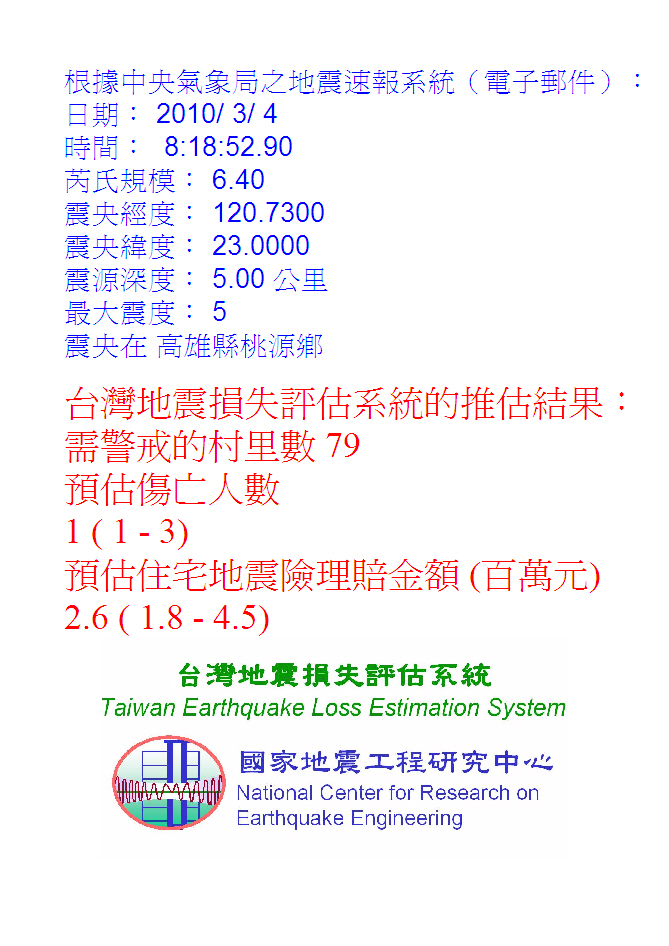 根據中央氣象局之地震速報系統（電子郵件）：
日期： 2010/ 3/ 4
時間： 8:18:52.90
芮氏規模： 6.40
震央經度： 120.7300
震央緯度： 23.0000
震源深度： 5.00 公里
最大震度： 5
震央在 高雄縣桃源鄉
台灣地震損失評估系統的推估結果：
需警戒的村里數 79
預估傷亡人數
1 ( 1 - 3)
預估住宅地震險理賠金額 (百萬元)
2.6 ( 1.8 - 4.5)
台灣地震損失評估系統
Taiwan Earthquake Loss Estimation System
國家地震工程研究中心
National Center for Research on
Earthquake Engineering